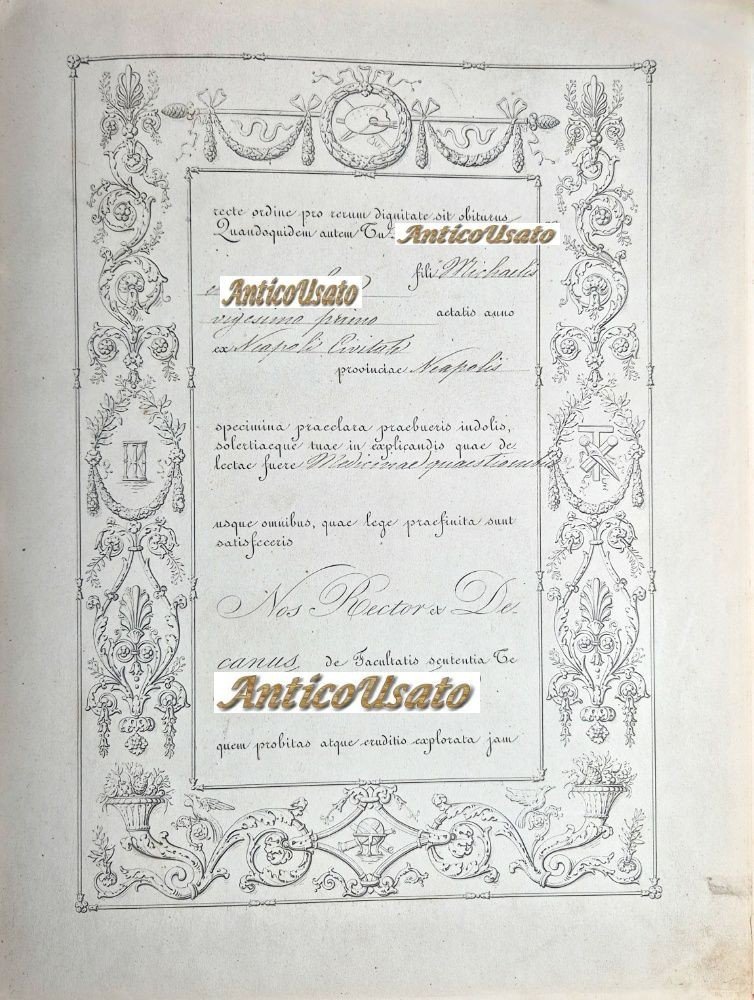 recte ordine pro rerum dignitate sit obiturus
Quandoquidem autem Tu AnticoUsato
AnticoUsato fili Michaelis
vigesimo primo aetatis anno
ex Neapoli Civitate
provinciae Neapolis
specimina praeclara praebueris indolis,
solertiaeque tuae in explicandis quae de
lectae fuere Medicinae quaestionibus
usque omnibus, quae lege praefinita sunt
satisfeceris
Nos Rector & De
canus de Facultatis sententia Te
AnticoUsato
quem probitas atque eruditio explorata jam